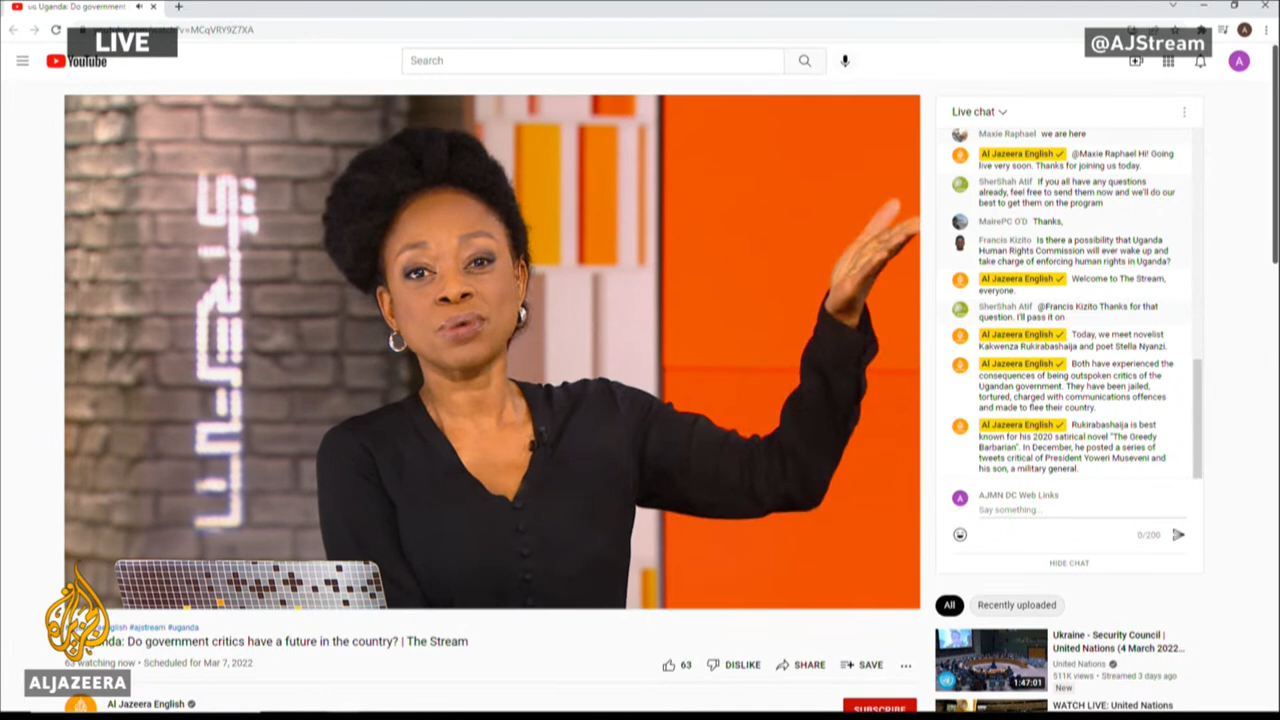 UG Uganda: Do government
v=MCqVRY9Z7XA
LIVE
@AJStream
YouTube
Search
A
Live chat
Maxie Raphael we are here
Al Jazeera English @Maxie Raphael Hi! Going
live very soon. Thanks for joining us today.
SherShah Atif If you all have any questions
already, feel free to send them now and we'll do our
best to get them on the program
MairePC O'D Thanks,
Francis Kizito Is there a possibility that Uganda
Human Rights Commission will ever wake up and
take charge of enforcing human rights in Uganda?
Al Jazeera English Welcome to The Stream,
everyone.
SherShah Atif @Francis Kizito Thanks for that
question. I'll pass it on
Al Jazeera English Today, we meet novelist
Kakwenza Rukirabashaija and poet Stella Nyanzi.
Al Jazeera English Both have experienced the
consequences of being outspoken critics of the
Ugandan government. They have been jailed,
tortured, charged with communications offences
and made to flee their country.
Al Jazeera English Rukirabashaija is best
known for his 2020 satirical novel "The Greedy
Barbarian". In December, he posted a series of
tweets critical of President Yoweri Museveni and
his son, a military general.
A AJMN DC Web Links
Say something...
0/200
HIDE CHAT
STREAM
english #ajstream #uganda
nda: Do government critics have a future in the country? | The Stream
63 watching now • Scheduled for Mar 7, 2022
63 DISLIKE SHARE SAVE
ALJAZEERA
Al Jazeera English
SUBSCRIBE
All Recently uploaded
Ukraine - Security Council |
United Nations (4 March 2022...
United Nations
511K views • Streamed 3 days ago
New
1:47:01
WATCH LIVE: United Nations